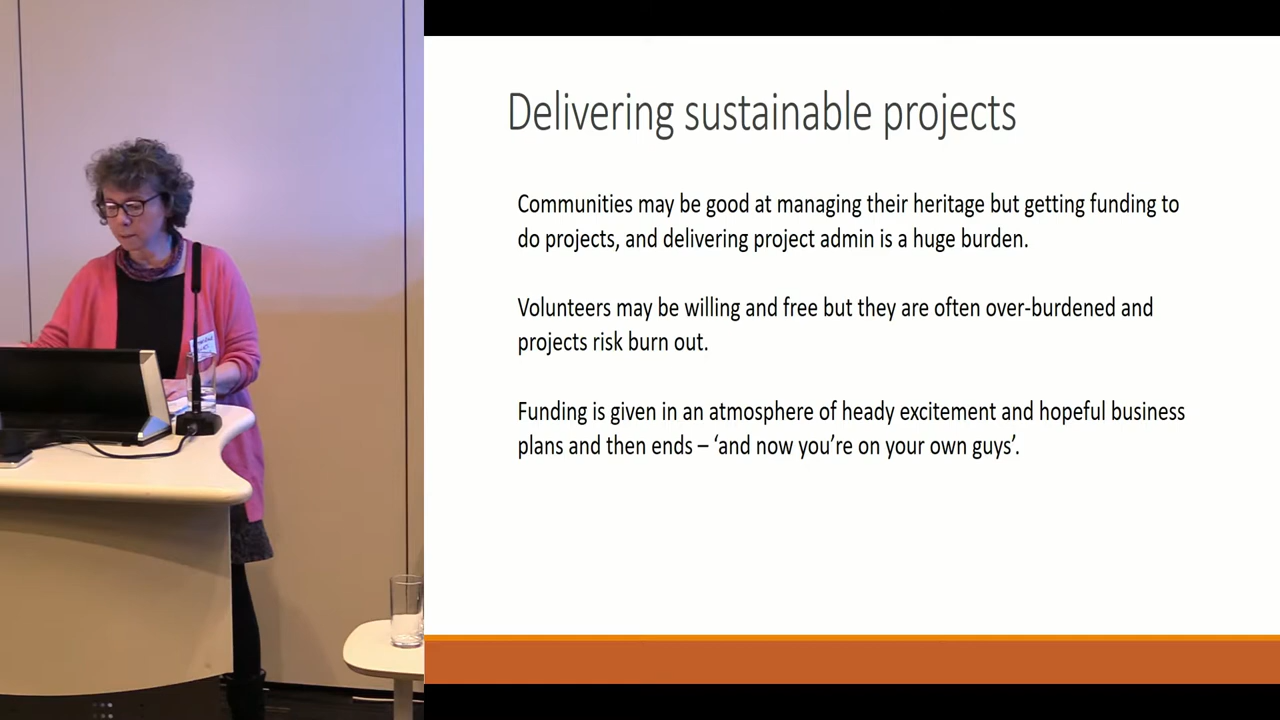 Delivering sustainable projects
Communities may be good at managing their heritage but getting funding to
do projects, and delivering project admin is a huge burden.
Volunteers may be willing and free but they are often over-burdened and
projects risk burn out.
Funding is given in an atmosphere of heady excitement and hopeful business
plans and then ends – ‘and now you’re on your own guys’.